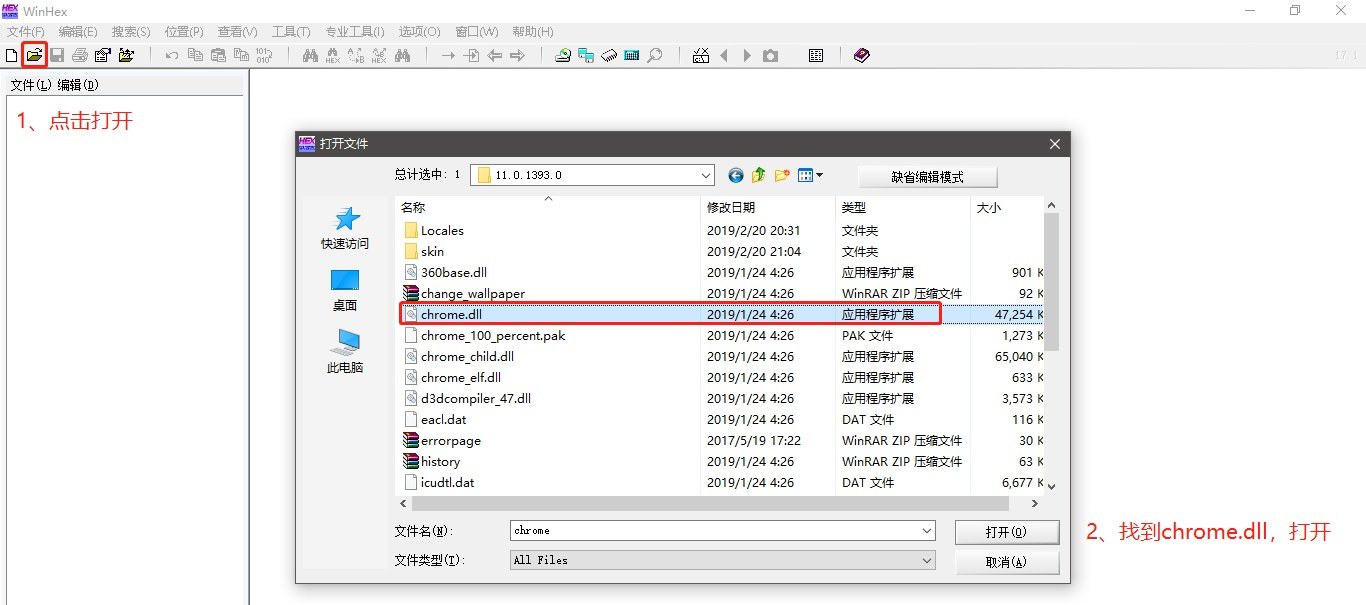 WinHex
文件(F) 编辑(E) 搜索(S) 位置(P) 查看(V) 工具(T) 专业工具(I) 选项(O) 窗口(W) 帮助(H)
17.1
文件(L) 编辑(D)
1、点击打开
打开文件
总计选中: 1 11.0.1393.0 缺省编辑模式
名称 修改日期 类型 大小
Locales 2019/2/20 20:31 文件夹
skin 2019/2/20 21:04 文件夹
360base.dll 2019/1/24 4:26 应用程序扩展 901 K
change_wallpaper 2019/1/24 4:26 WinRAR ZIP 压缩文件 92 K
chrome.dll 2019/1/24 4:26 应用程序扩展 47,254 K
chrome_100_percent.pak 2019/1/24 4:26 PAK 文件 1,273 K
chrome_child.dll 2019/1/24 4:26 应用程序扩展 65,040 K
chrome_elf.dll 2019/1/24 4:26 应用程序扩展 633 K
d3dcompiler_47.dll 2019/1/24 4:26 应用程序扩展 3,573 K
eacl.dat 2019/1/24 4:26 DAT 文件 116 K
errorpage 2017/5/19 17:22 WinRAR ZIP 压缩文件 30 K
history 2019/1/24 4:26 WinRAR ZIP 压缩文件 63 K
icudtl.dat 2019/1/24 4:26 DAT 文件 6,677 K
快速访问
桌面
此电脑
文件名(N): chrome 打开(O)
文件类型(T): All Files 取消(A)
2、找到chrome.dll，打开